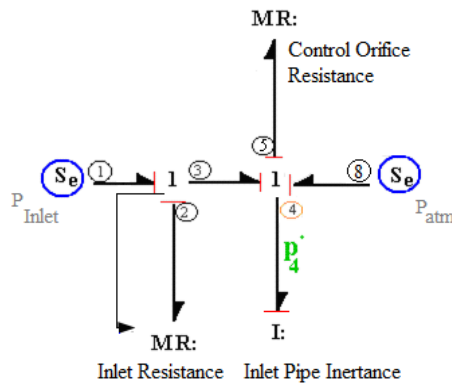 MR:
Control Orifice
Resistance
5
Se 1 1 3 1 8 Se
P Inlet
2
4
P atm
p·4
MR:
I:
Inlet Resistance
Inlet Pipe Inertance